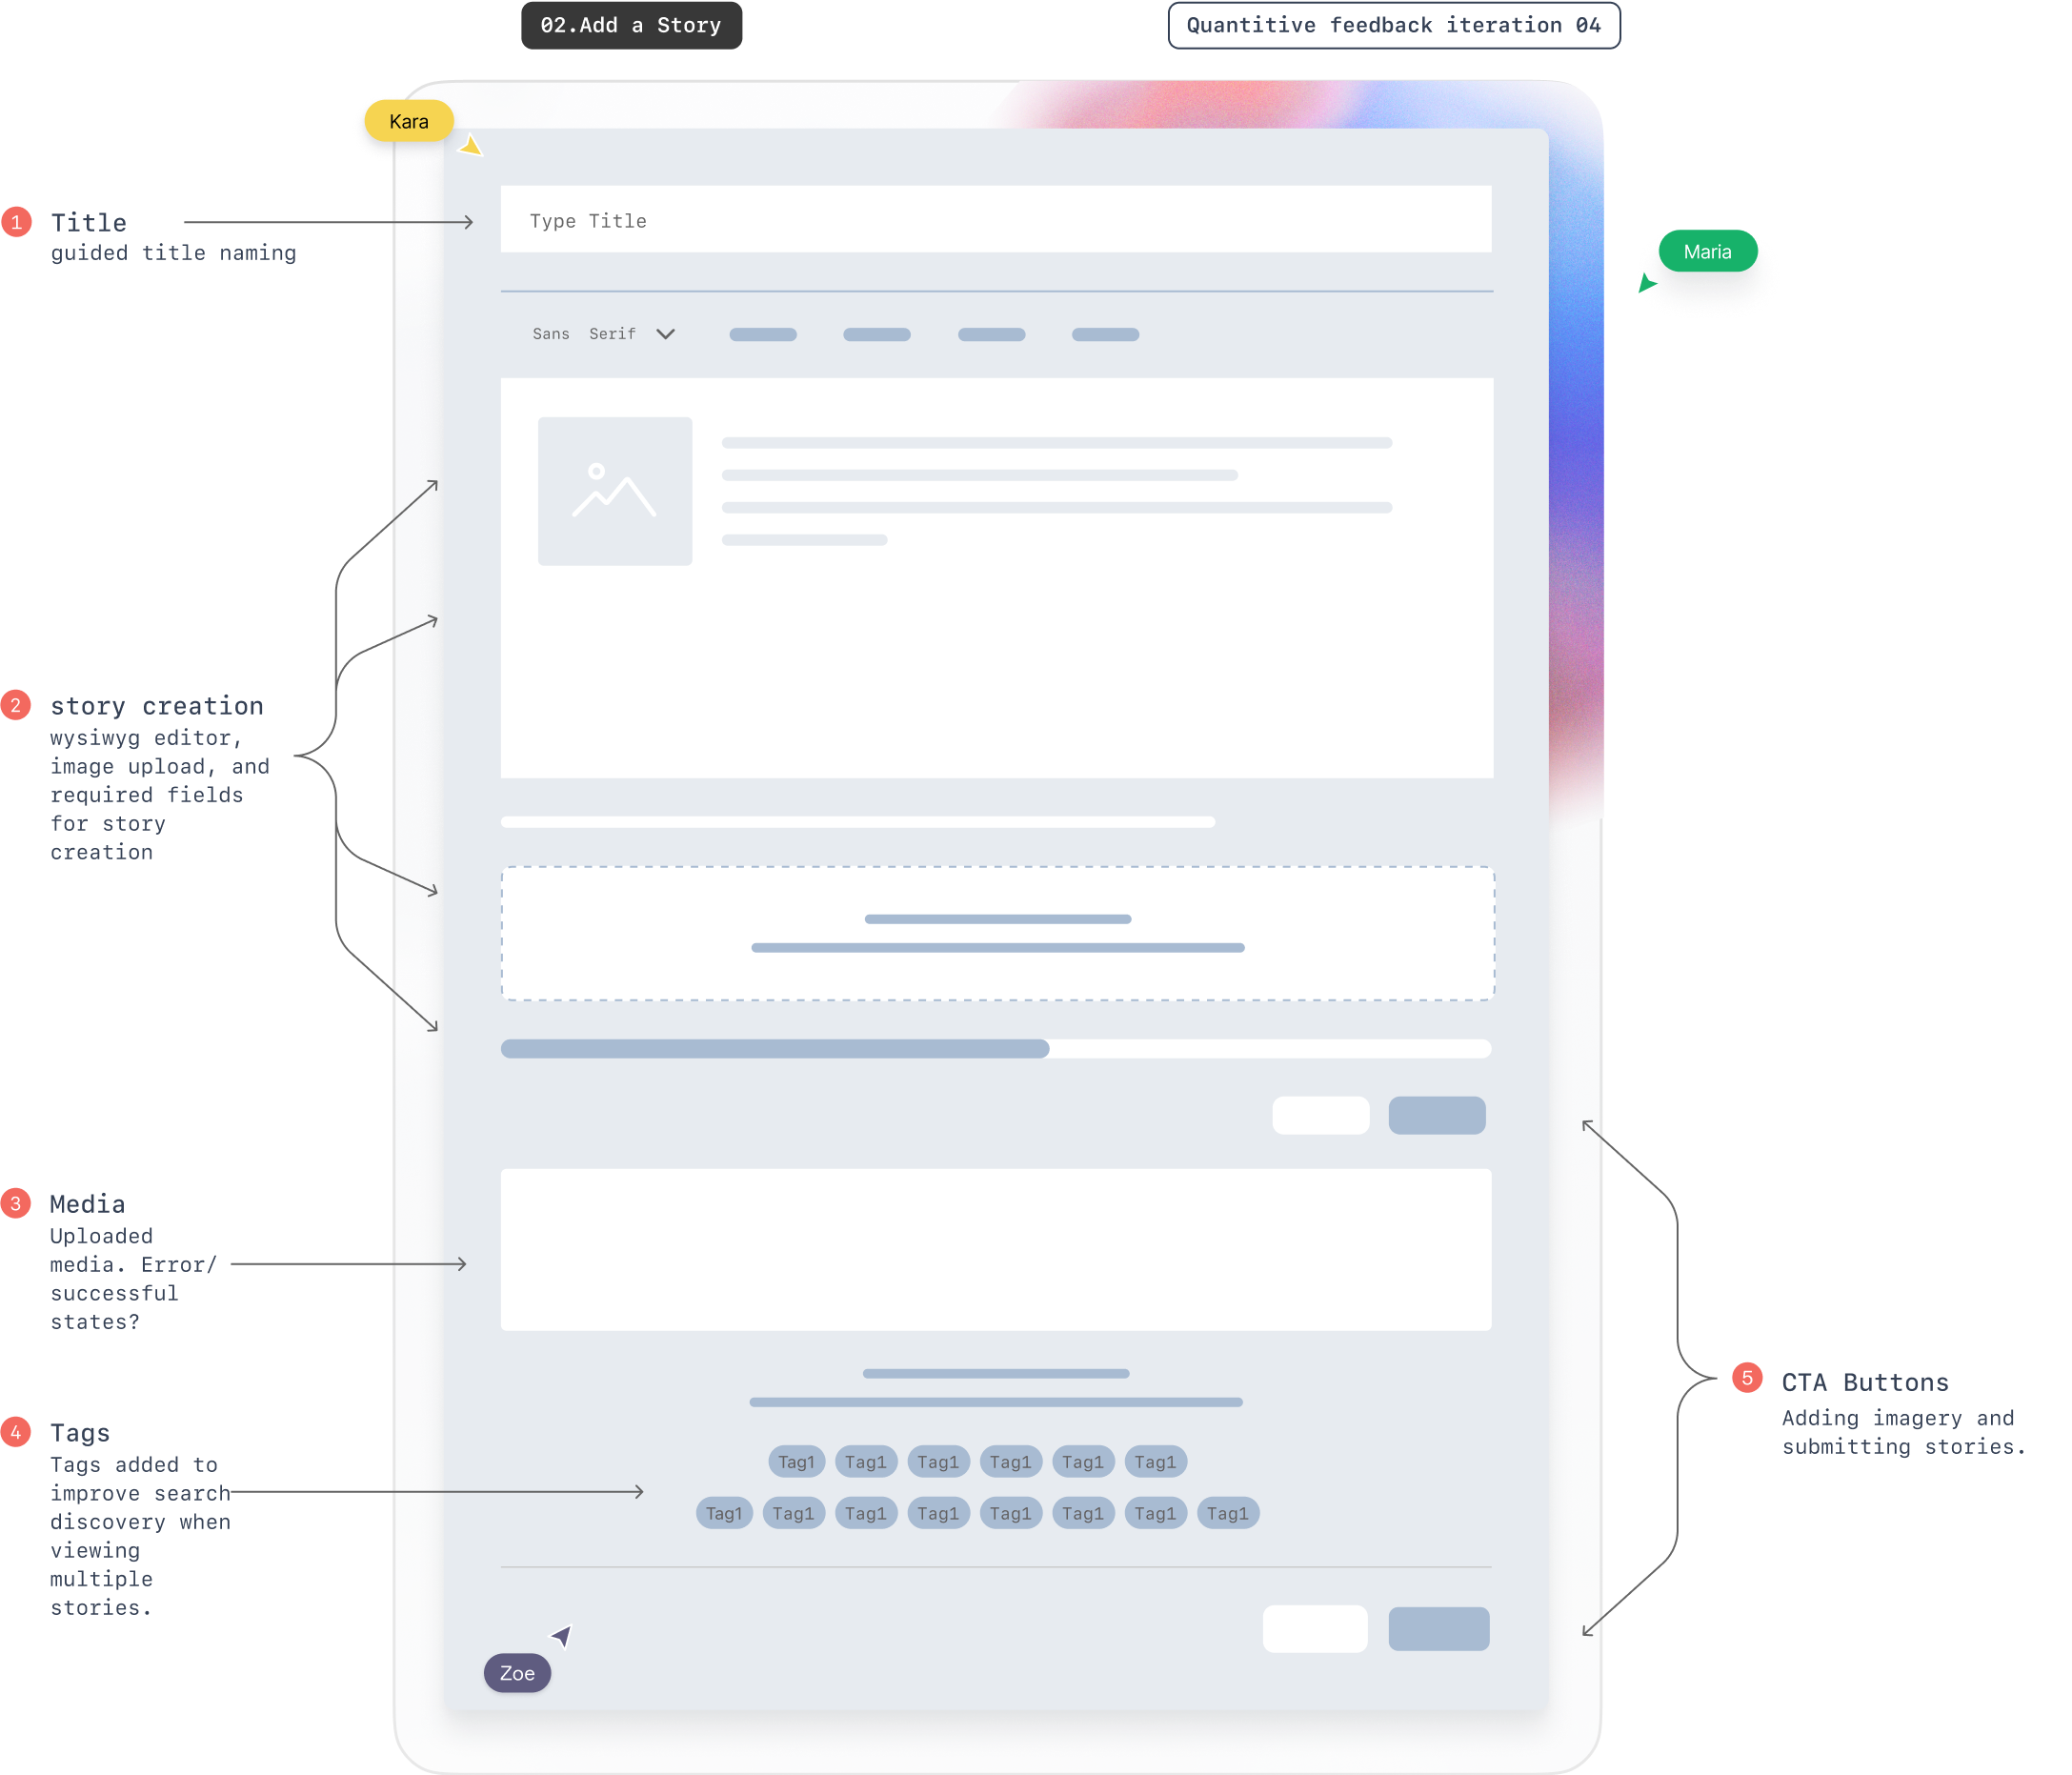 02.Add a Story
Quantitive feedback iteration 04
Kara
1
Title
guided title naming
Type Title
Maria
Sans Serif
2
story creation
wysiwyg editor,
image upload, and
required fields
for story
creation
3
Media
Uploaded
media. Error/
successful
states?
4
Tags
Tags added to
improve search
discovery when
viewing
multiple
stories.
Tag1 Tag1 Tag1 Tag1 Tag1 Tag1
Tag1 Tag1 Tag1 Tag1 Tag1 Tag1 Tag1 Tag1
5
CTA Buttons
Adding imagery and
submitting stories.
Zoe